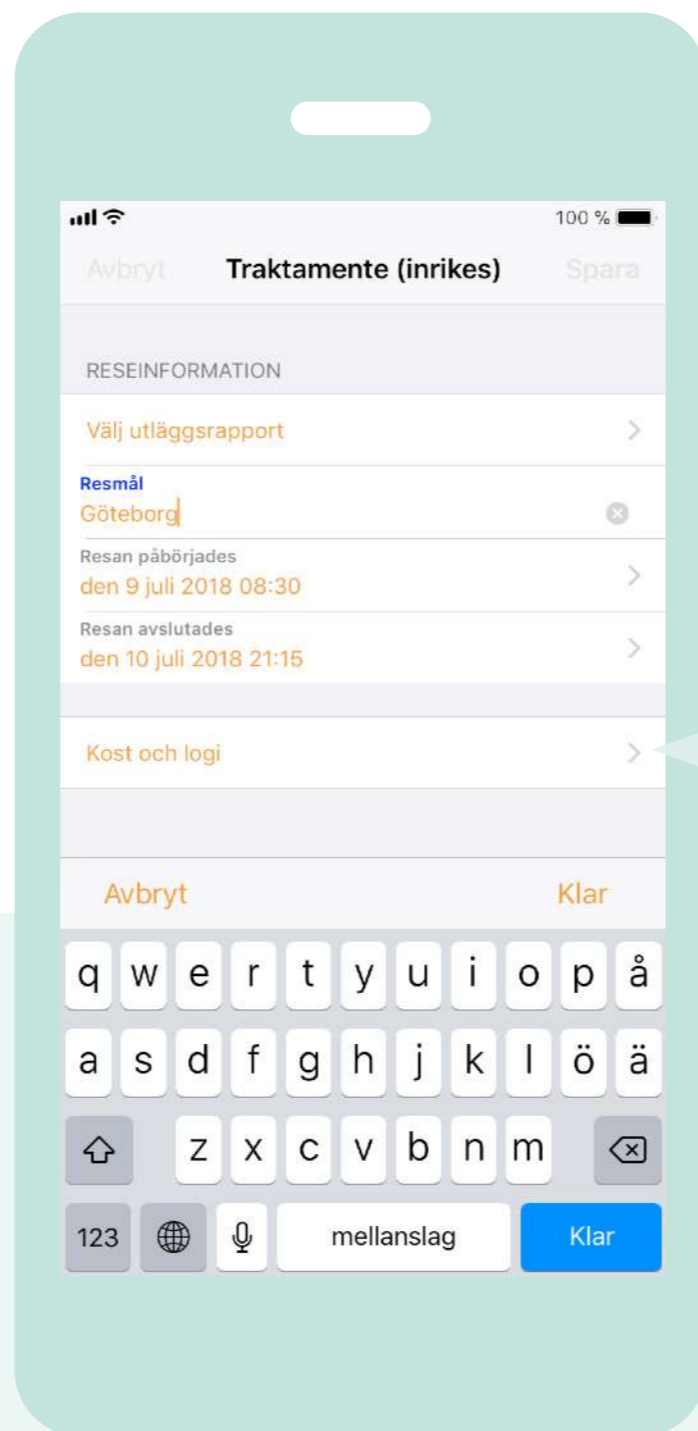 100 %
Avbryt Traktamente (inrikes) Spara
RESEINFORMATION
Välj utläggsrapport
Resmål
Göteborg
Resan påbörjades
den 9 juli 2018 08:30
Resan avslutades
den 10 juli 2018 21:15
Kost och logi
Avbryt Klar
q w e r t y u i o p å
a s d f g h j k l ö ä
z x c v b n m
123 mellanslag Klar